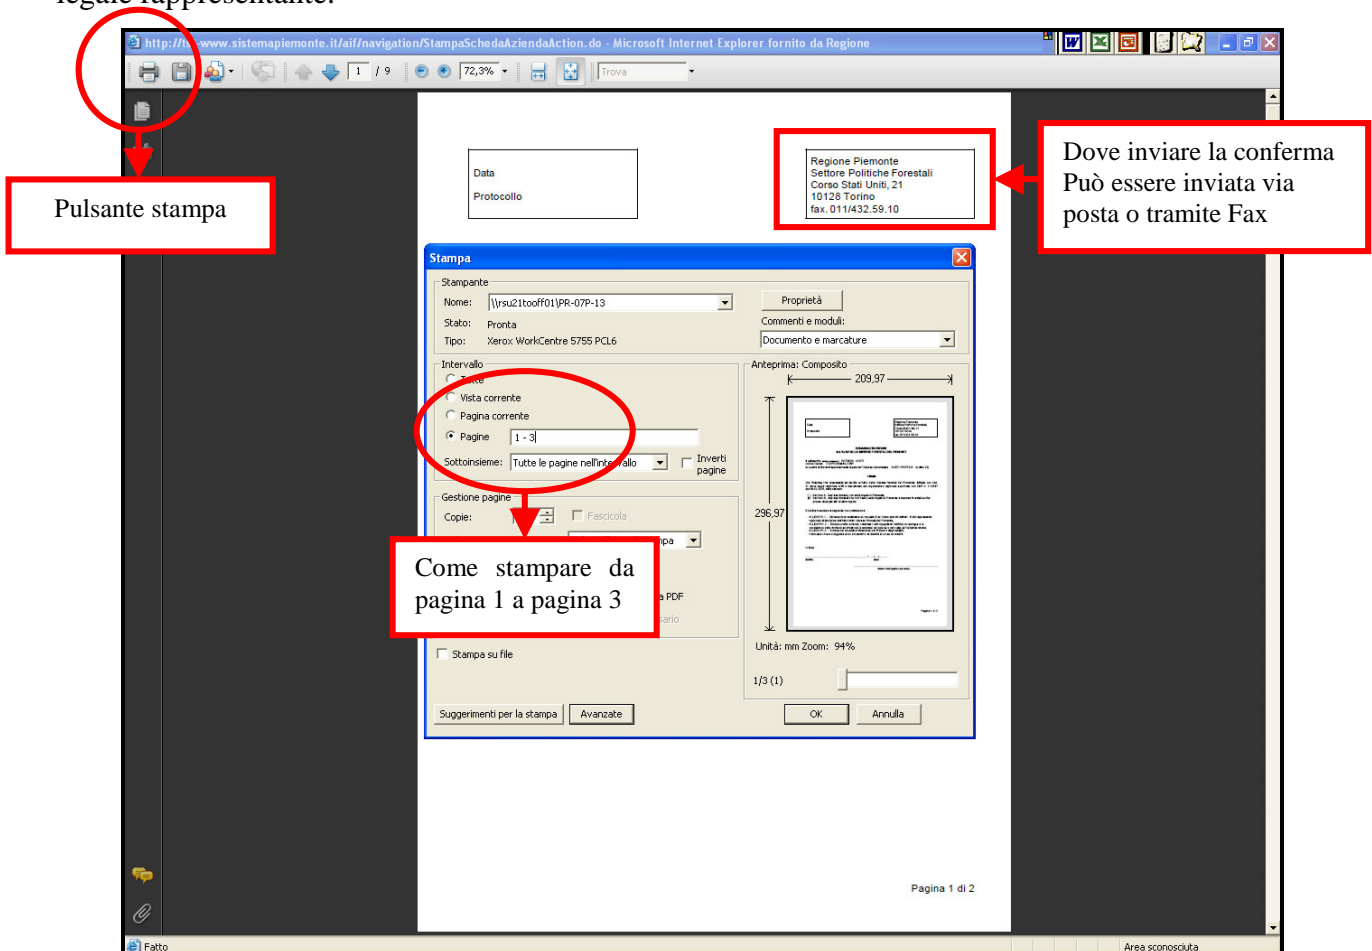 legale rappresentante.
http://tst-www.sistemapiemonte.it/aif/navigation/StampaSchedaAziendaAction.do - Microsoft Internet Explorer fornito da Regione
1 / 9
72,3%
Trova
Pulsante stampa
Data
Protocollo
Regione Piemonte
Settore Politiche Forestali
Corso Stati Uniti, 21
10128 Torino
fax. 011/432.59.10
Dove inviare la conferma
Può essere inviata via
posta o tramite Fax
Stampa
Stampante
Nome: \\rsu21tooff01\PR-07P-13
Proprietà
Stato: Pronta
Commenti e moduli:
Tipo: Xerox WorkCentre 5755 PCL6
Documento e marcature
Intervallo
Tutte
Vista corrente
Pagina corrente
Pagine 1 - 3
Sottoinsieme: Tutte le pagine nell'intervallo
Inverti
pagine
Anteprima: Composito
209,97
296,97
Gestione pagine
Copie:
Fascicola
Come stampare da
pagina 1 a pagina 3
PDF
Stampa su file
Unità: mm Zoom: 94%
1/3 (1)
Suggerimenti per la stampa
Avanzate
OK
Annulla
Pagina 1 di 2
Fatto
Area sconosciuta